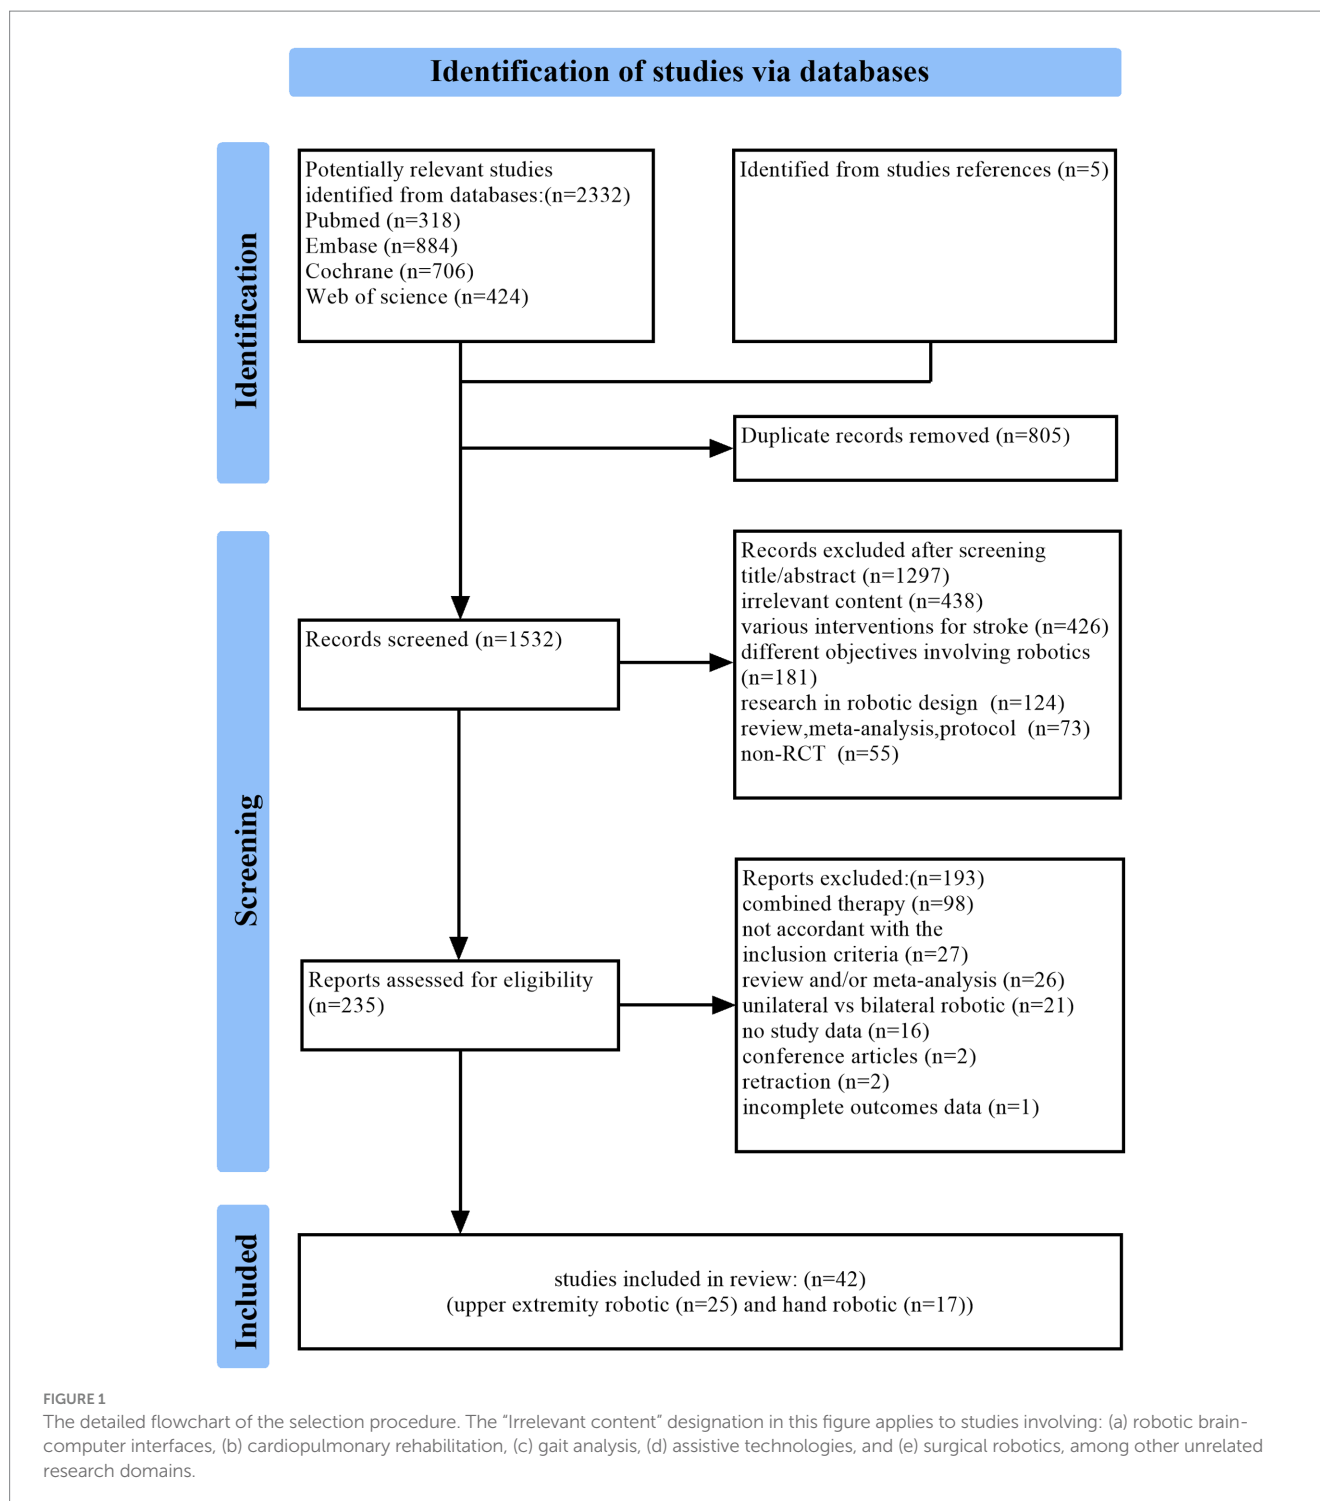 Identification of studies via databases
Identification
Potentially relevant studies
identified from databases:(n=2332)
Pubmed (n=318)
Embase (n=884)
Cochrane (n=706)
Web of science (n=424)
Identified from studies references (n=5)
Duplicate records removed (n=805)
Screening
Records screened (n=1532)
Records excluded after screening
title/abstract (n=1297)
irrelevant content (n=438)
various interventions for stroke (n=426)
different objectives involving robotics
(n=181)
research in robotic design (n=124)
review,meta-analysis,protocol (n=73)
non-RCT (n=55)
Reports assessed for eligibility
(n=235)
Reports excluded:(n=193)
combined therapy (n=98)
not accordant with the
inclusion criteria (n=27)
review and/or meta-analysis (n=26)
unilateral vs bilateral robotic (n=21)
no study data (n=16)
conference articles (n=2)
retraction (n=2)
incomplete outcomes data (n=1)
Included
studies included in review: (n=42)
(upper extremity robotic (n=25) and hand robotic (n=17))
FIGURE 1
The detailed flowchart of the selection procedure. The “Irrelevant content” designation in this figure applies to studies involving: (a) robotic brain-
computer interfaces, (b) cardiopulmonary rehabilitation, (c) gait analysis, (d) assistive technologies, and (e) surgical robotics, among other unrelated
research domains.